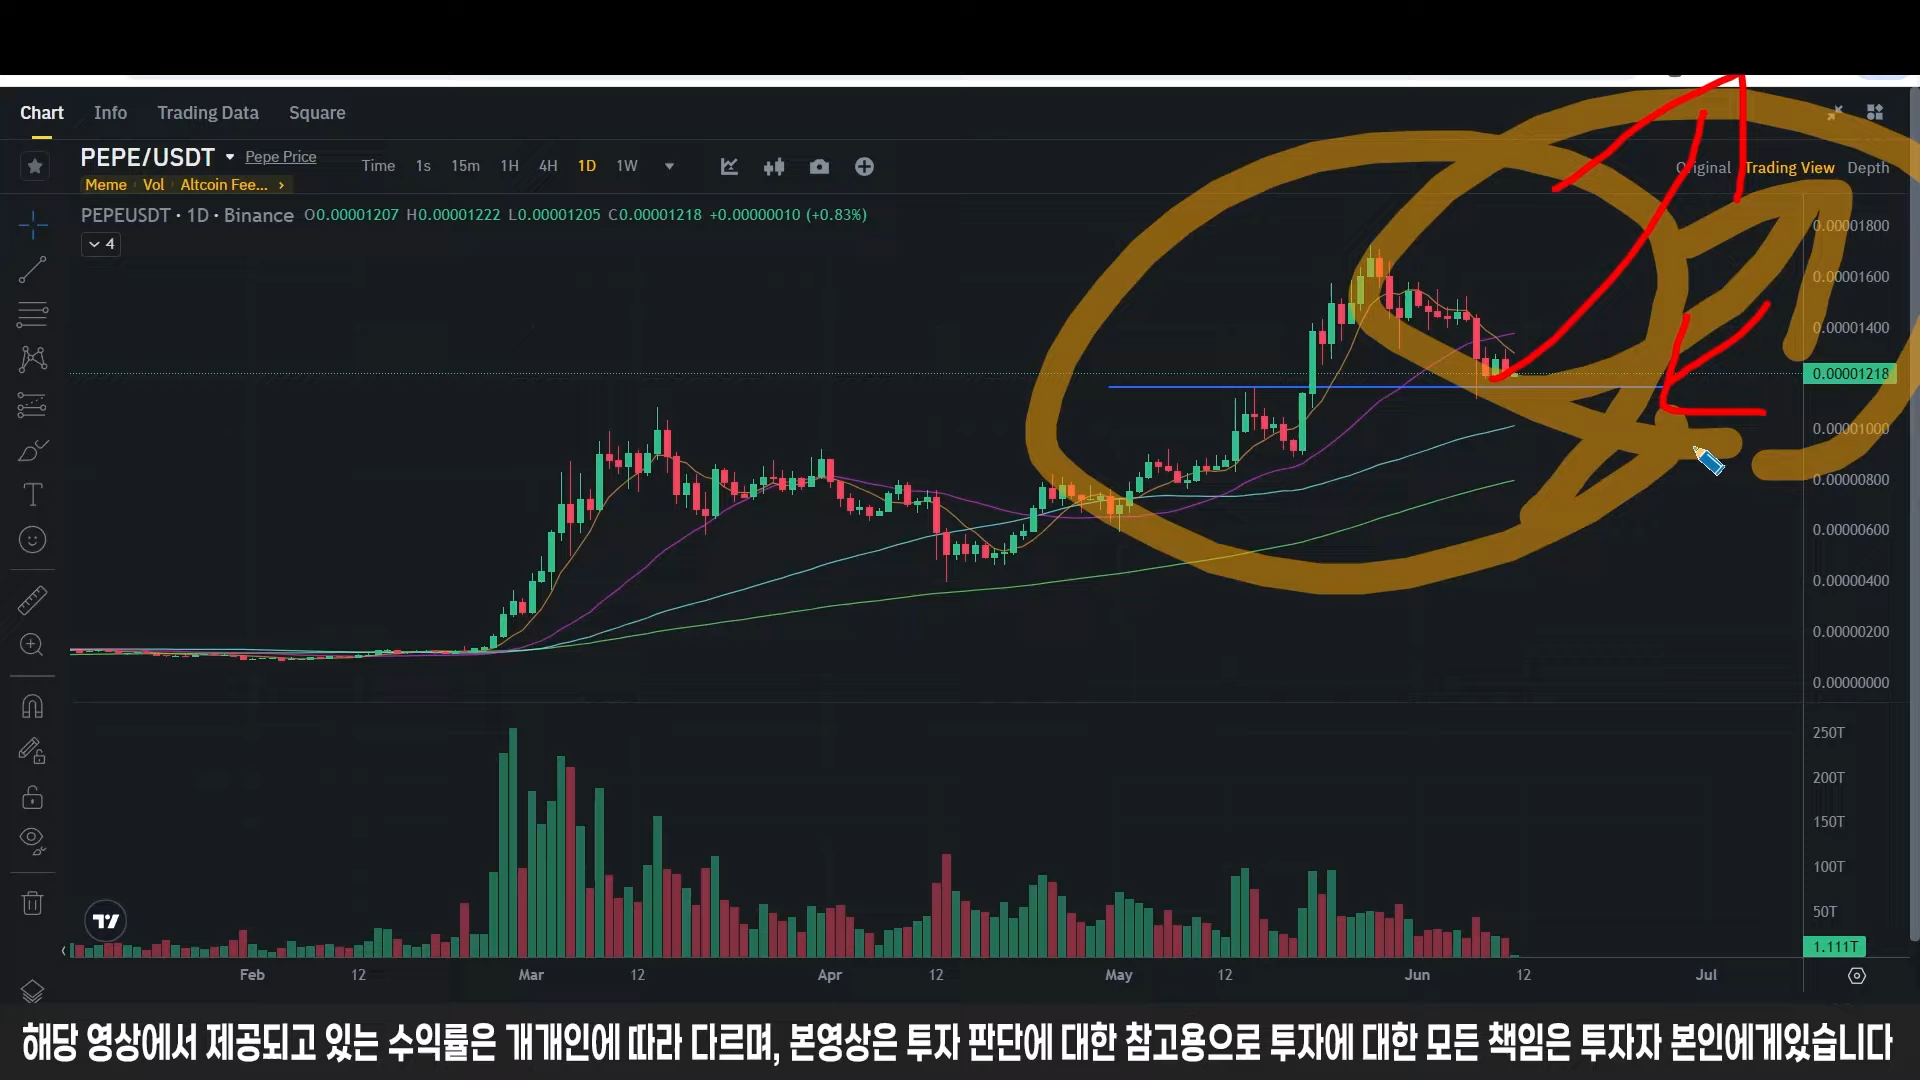 Chart Info Trading Data Square
PEPE/USDT Pepe Price Time 1s 15m 1H 4H 1D 1W Original Trading View Depth
Meme Vol Altcoin Fee... >
PEPEUSDT · 1D · Binance O0.00001207 H0.00001222 L0.00001205 C0.00001218 +0.00000010 (+0.83%)
4
0.00001800
0.00001600
0.00001400
0.00001218
0.00001000
0.00000800
0.00000600
0.00000400
0.00000200
0.00000000
250T
200T
150T
100T
50T
1.111T
Feb 12 Mar 12 Apr 12 May 12 Jun 12 Jul
해당 영상에서 제공되고 있는 수익률은 개개인에 따라 다르며, 본영상은 투자 판단에 대한 참고용으로 투자에 대한 모든 책임은 투자자 본인에게있습니다